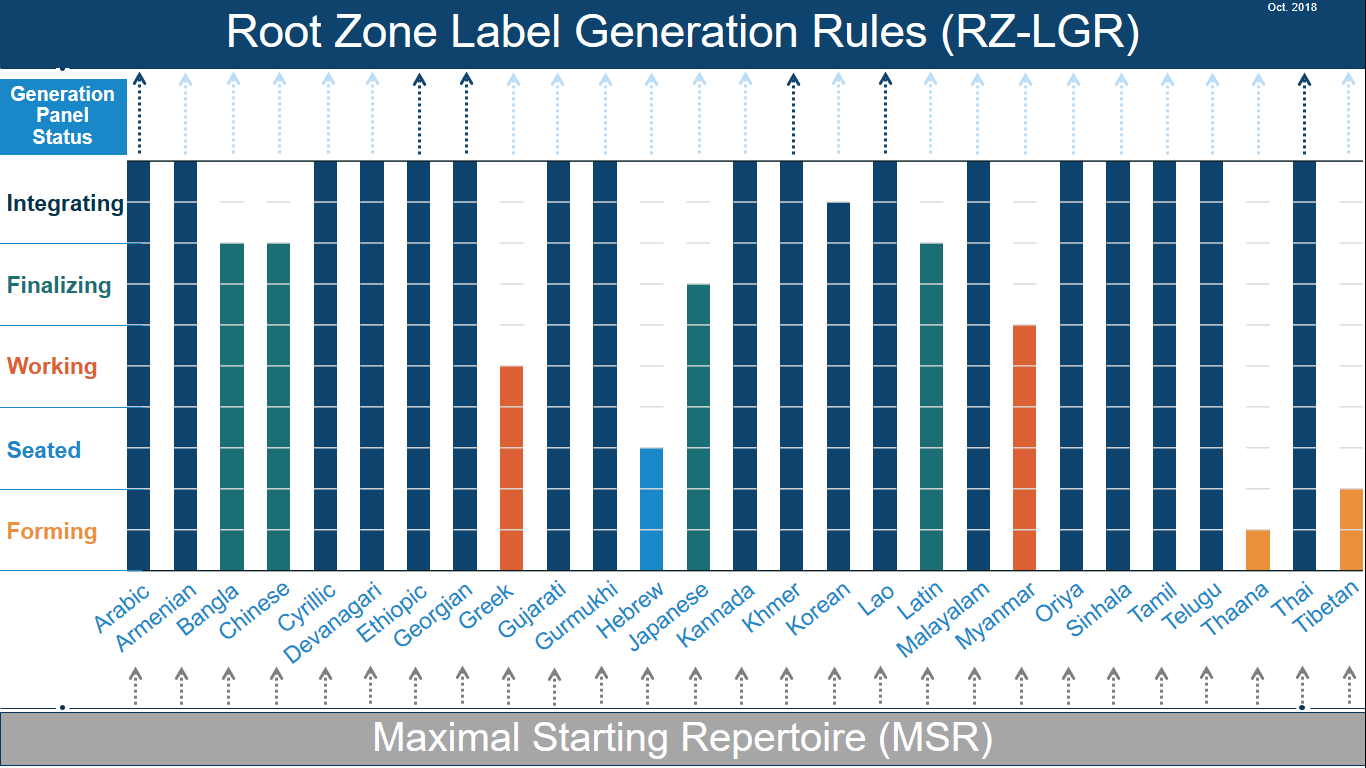 Oct. 2018
Root Zone Label Generation Rules (RZ-LGR)
Generation
Panel
Status
Integrating
Finalizing
Working
Seated
Forming
Arabic
Armenian
Bangla
Chinese
Cyrillic
Devanagari
Ethiopic
Georgian
Greek
Gujarati
Gurmukhi
Hebrew
Japanese
Kannada
Khmer
Korean
Lao
Latin
Malayalam
Myanmar
Oriya
Sinhala
Tamil
Telugu
Thaana
Thai
Tibetan
Maximal Starting Repertoire (MSR)